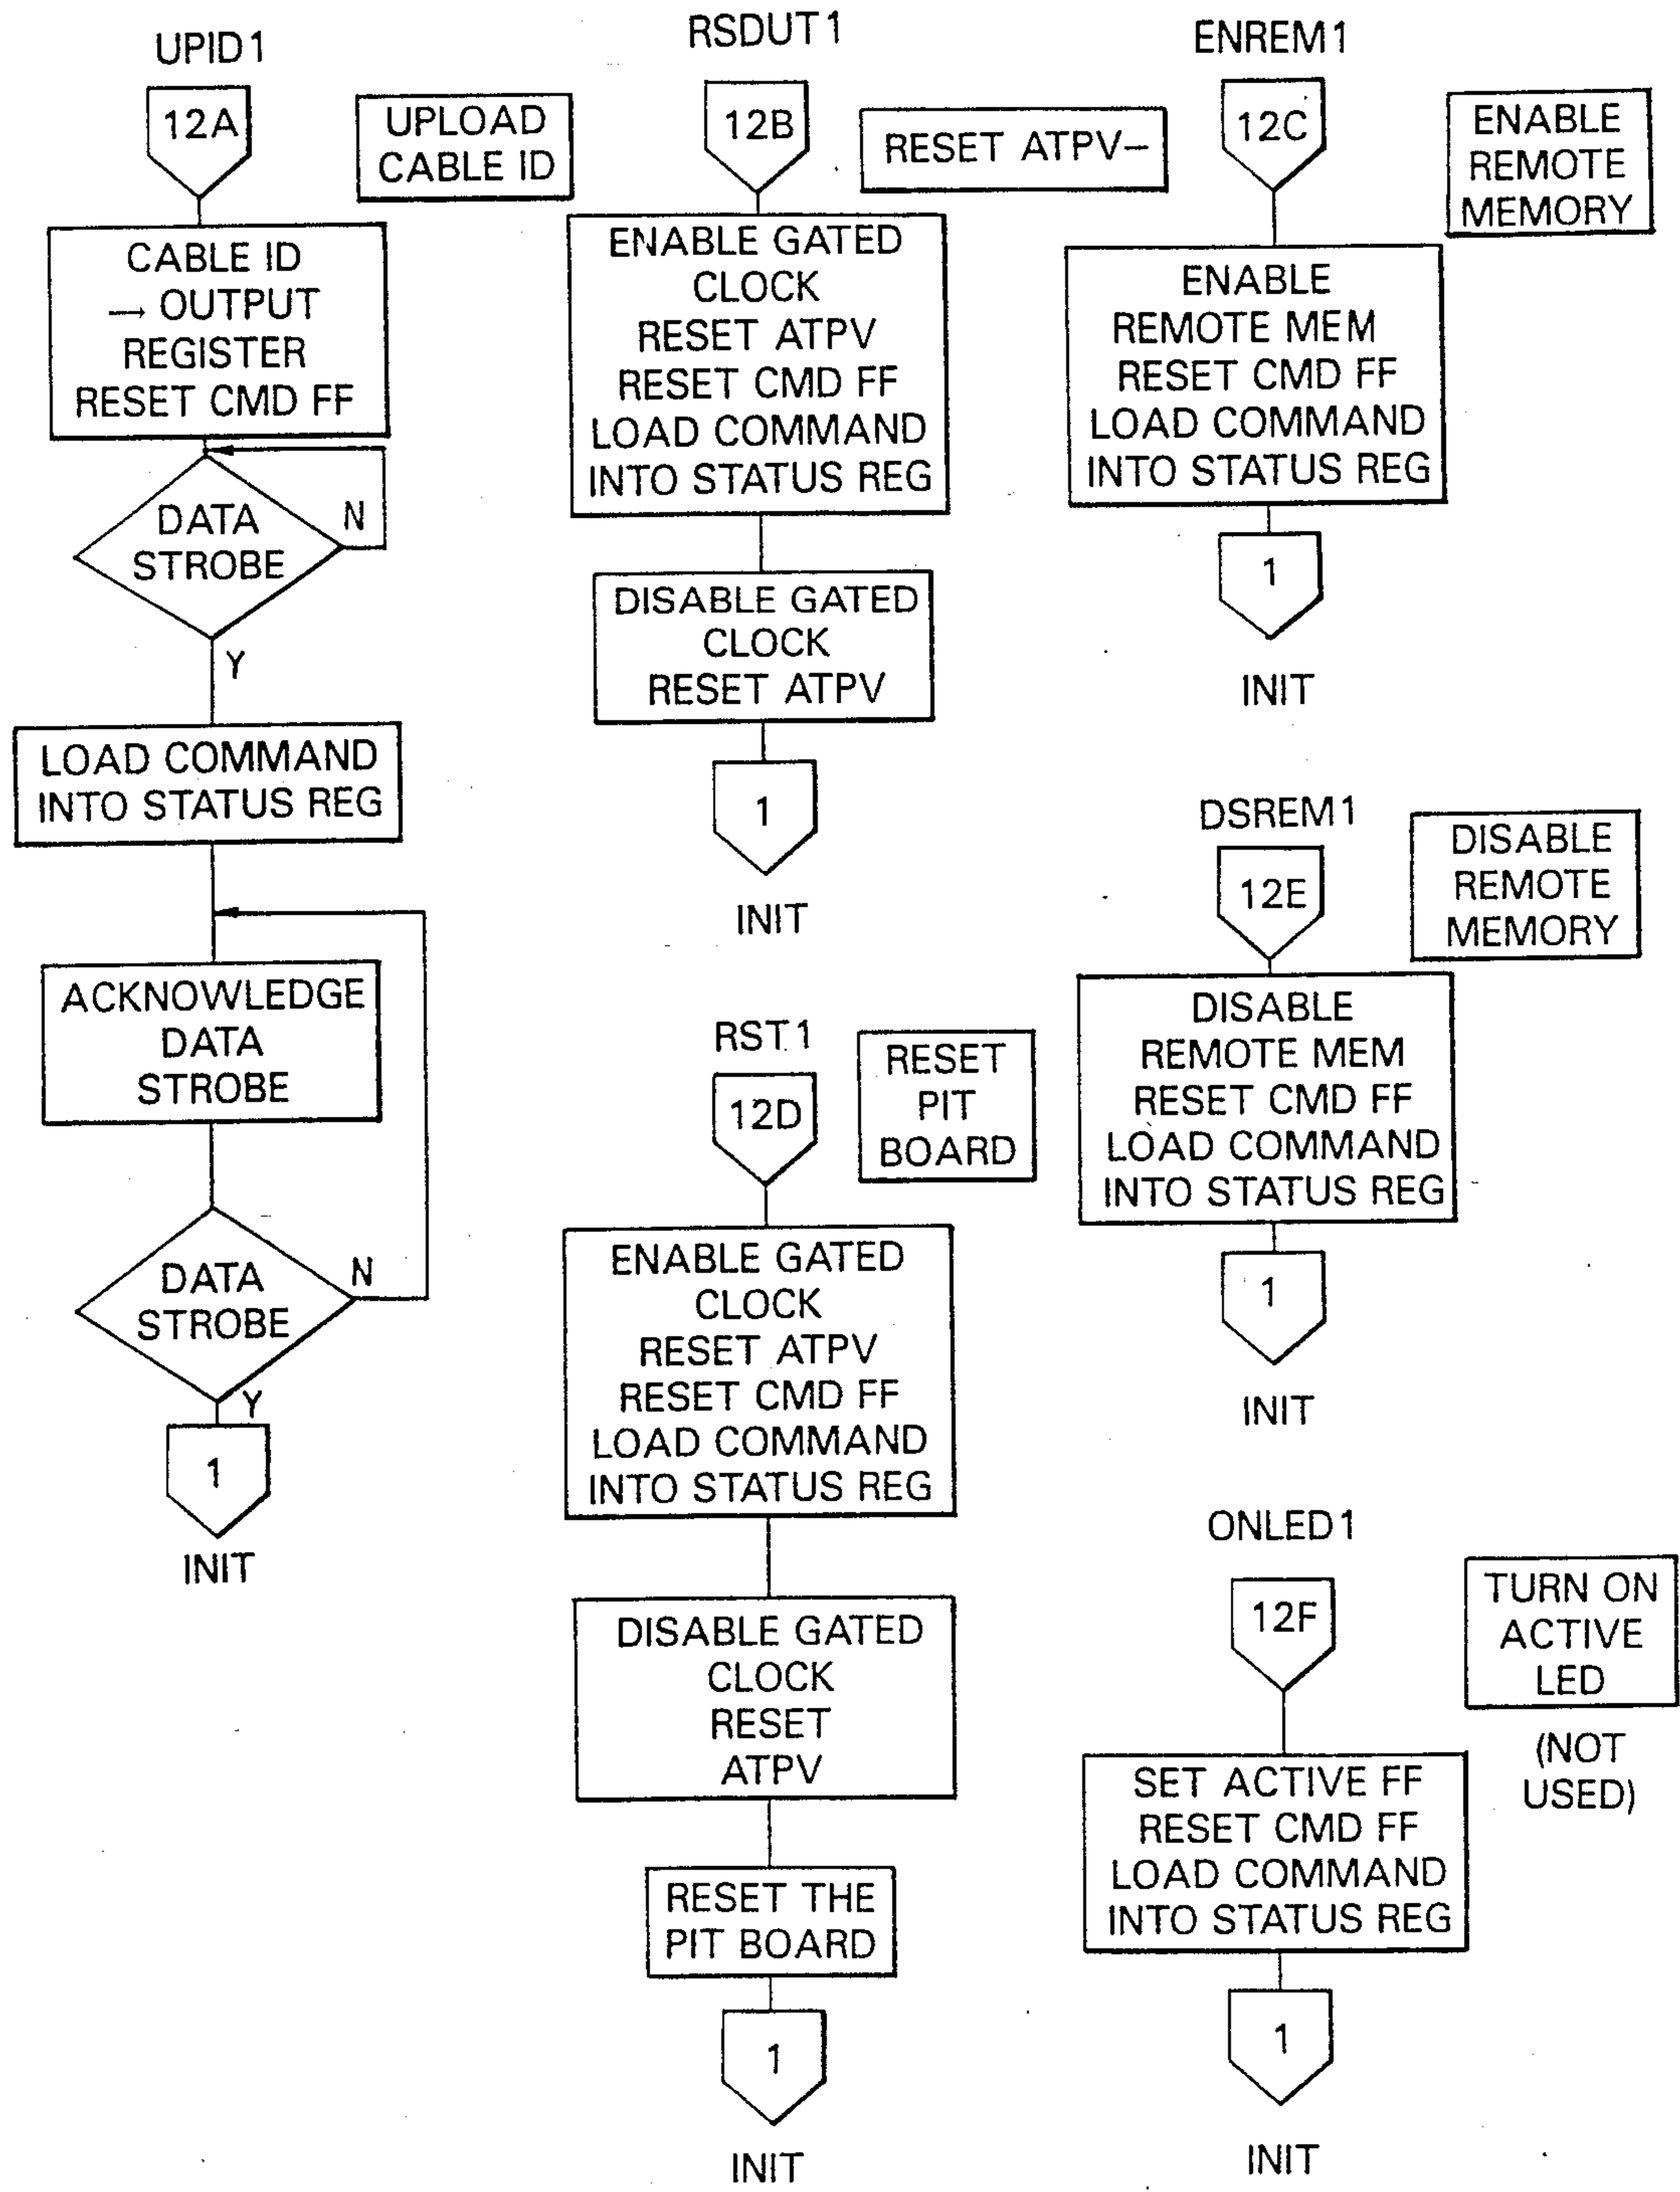 UPID1
12A
UPLOAD
CABLE ID
CABLE ID
→ OUTPUT
REGISTER
RESET CMD FF
DATA
STROBE
N
Y
LOAD COMMAND
INTO STATUS REG
ACKNOWLEDGE
DATA
STROBE
DATA
STROBE
N
Y
1
INIT
RSDUT1
12B
RESET ATPV–
ENABLE GATED
CLOCK
RESET ATPV
RESET CMD FF
LOAD COMMAND
INTO STATUS REG
DISABLE GATED
CLOCK
RESET ATPV
1
INIT
RST1
12D
RESET
PIT
BOARD
ENABLE GATED
CLOCK
RESET ATPV
RESET CMD FF
LOAD COMMAND
INTO STATUS REG
DISABLE GATED
CLOCK
RESET
ATPV
RESET THE
PIT BOARD
1
INIT
ENREM1
12C
ENABLE
REMOTE
MEMORY
ENABLE
REMOTE MEM
RESET CMD FF
LOAD COMMAND
INTO STATUS REG
1
INIT
DSREM1
12E
DISABLE
REMOTE
MEMORY
DISABLE
REMOTE MEM
RESET CMD FF
LOAD COMMAND
INTO STATUS REG
1
INIT
ONLED1
12F
TURN ON
ACTIVE
LED
(NOT
USED)
SET ACTIVE FF
RESET CMD FF
LOAD COMMAND
INTO STATUS REG
1
INIT